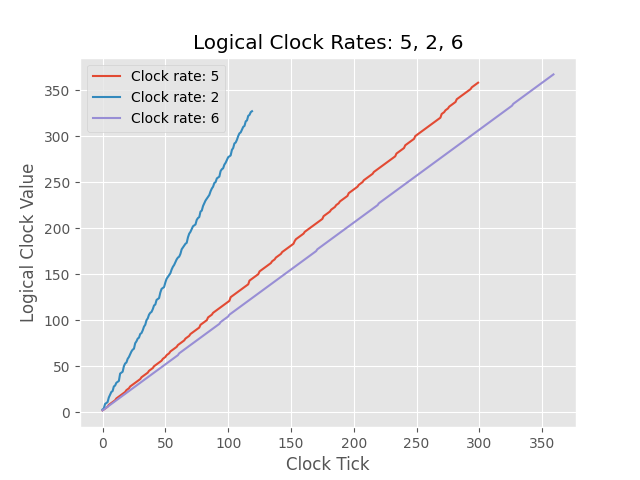 Logical Clock Rates: 5, 2, 6
Clock rate: 5
Clock rate: 2
Clock rate: 6
350
300
250
200
150
100
50
0
Logical Clock Value
0 50 100 150 200 250 300 350
Clock Tick